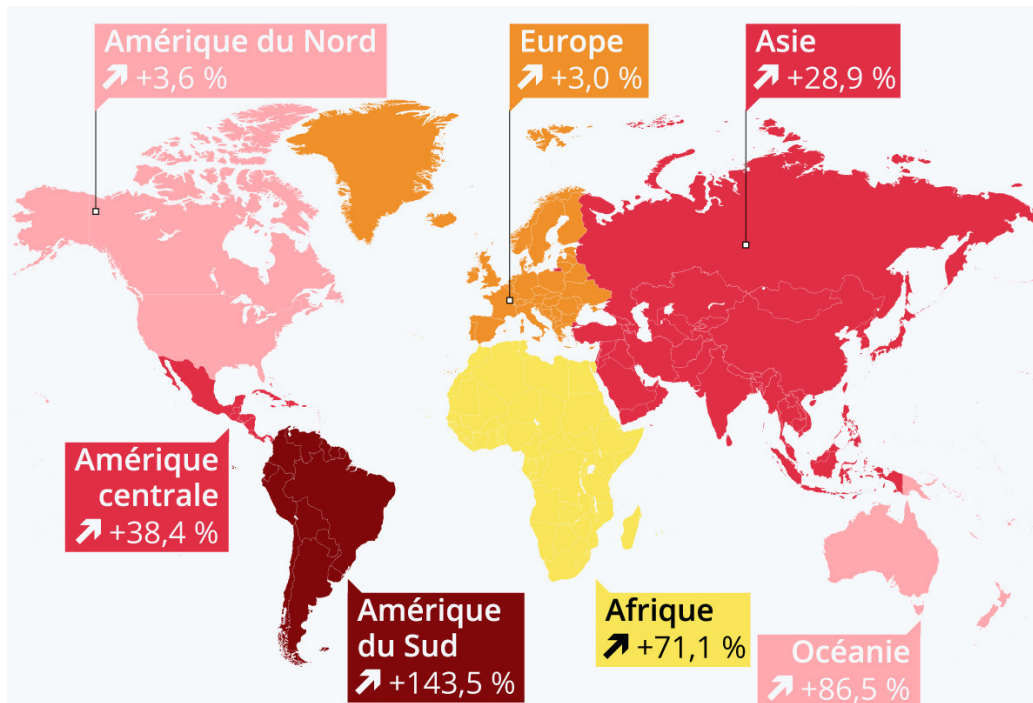 Amérique du Nord
↗ +3,6 %
Europe
↗ +3,0 %
Asie
↗ +28,9 %
Amérique
centrale
↗ +38,4 %
Amérique
du Sud
↗ +143,5 %
Afrique
↗ +71,1 %
Océanie
↗ +86,5 %